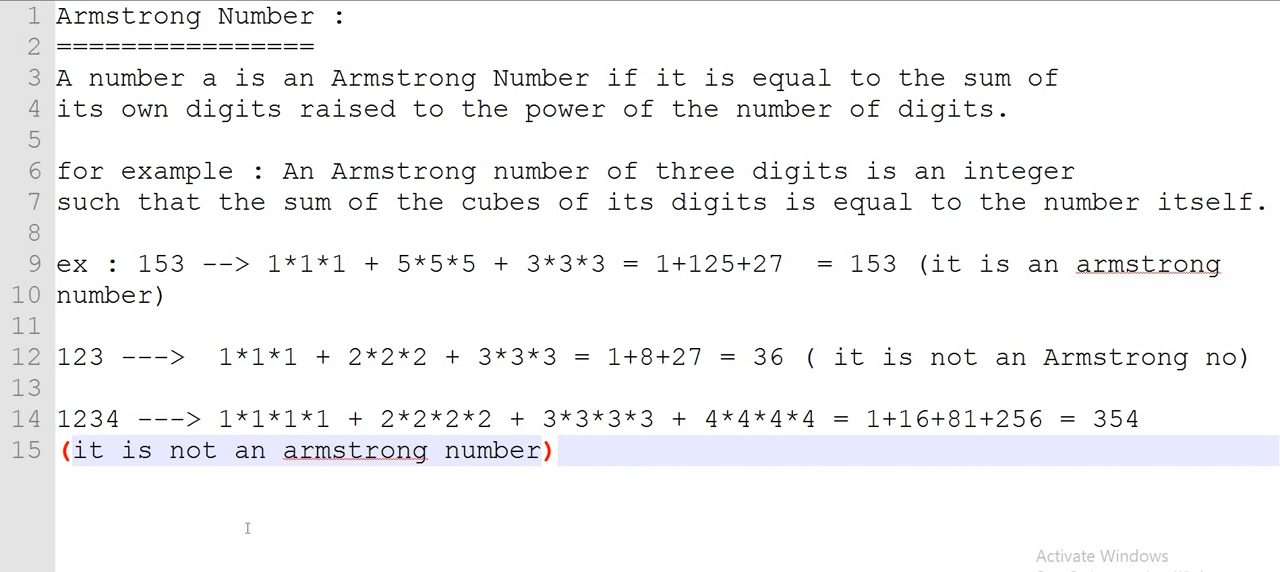 1 Armstrong Number :
2 ================
3 A number a is an Armstrong Number if it is equal to the sum of
4 its own digits raised to the power of the number of digits.
5
6 for example : An Armstrong number of three digits is an integer
7 such that the sum of the cubes of its digits is equal to the number itself.
8
9 ex : 153 --> 1*1*1 + 5*5*5 + 3*3*3 = 1+125+27  = 153 (it is an armstrong
10 number)
11
12 123 --->  1*1*1 + 2*2*2 + 3*3*3 = 1+8+27 = 36 ( it is not an Armstrong no)
13
14 1234 ---> 1*1*1*1 + 2*2*2*2 + 3*3*3*3 + 4*4*4*4 = 1+16+81+256 = 354
15 (it is not an armstrong number)
Activate Windows